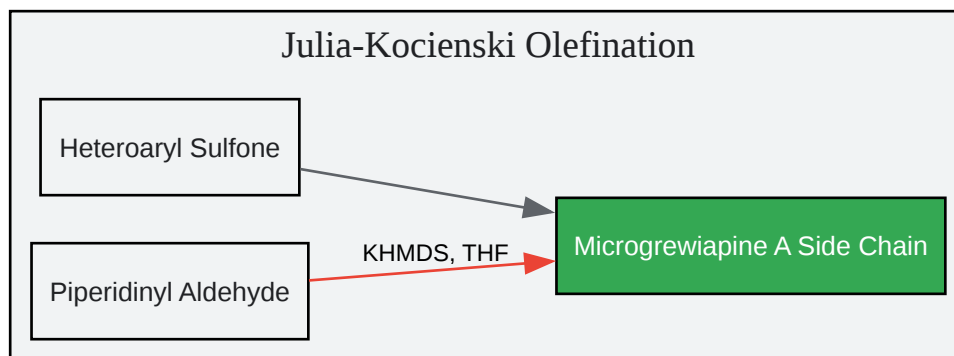 Julia-Kocienski Olefination
Heteroaryl Sulfone
KHMDS, THF
Microgrewiapine A Side Chain
Piperidinyl Aldehyde